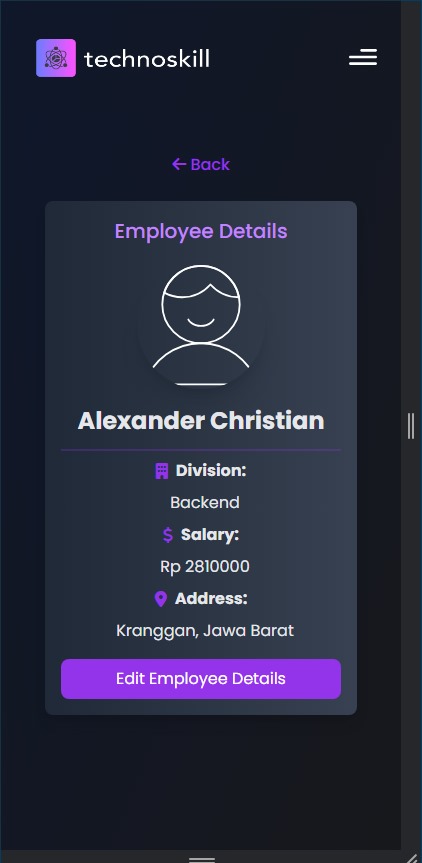 technoskill
Back
Employee Details
Alexander Christian
Division:
Backend
$ Salary:
Rp 2810000
Address:
Kranggan, Jawa Barat
Edit Employee Details